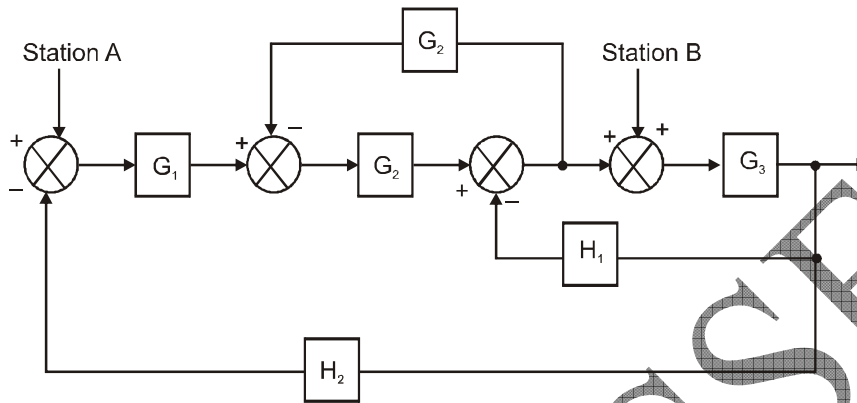 G₂
Station A
Station B
+
−
+
−
G₁
+
G₂
+
−
+
+
G₃
H₁
H₂